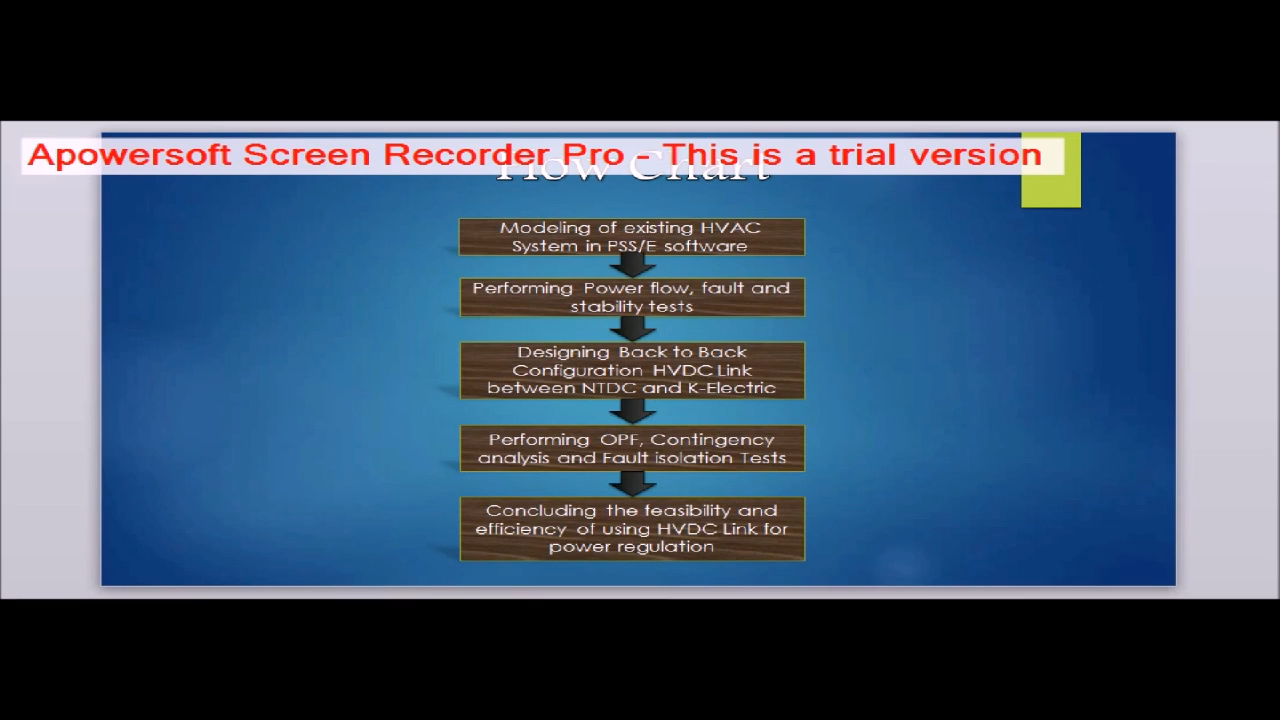 Apowersoft Screen Recorder Pro - This is a trial version
Flow Chart
Modeling of existing HVAC
System in PSS/E software
Performing Power flow, fault and
stability tests
Designing Back to Back
Configuration HVDC Link
between NTDC and K-Electric
Performing OPF, Contingency
analysis and Fault isolation Tests
Concluding the feasibility and
efficiency of using HVDC Link for
power regulation